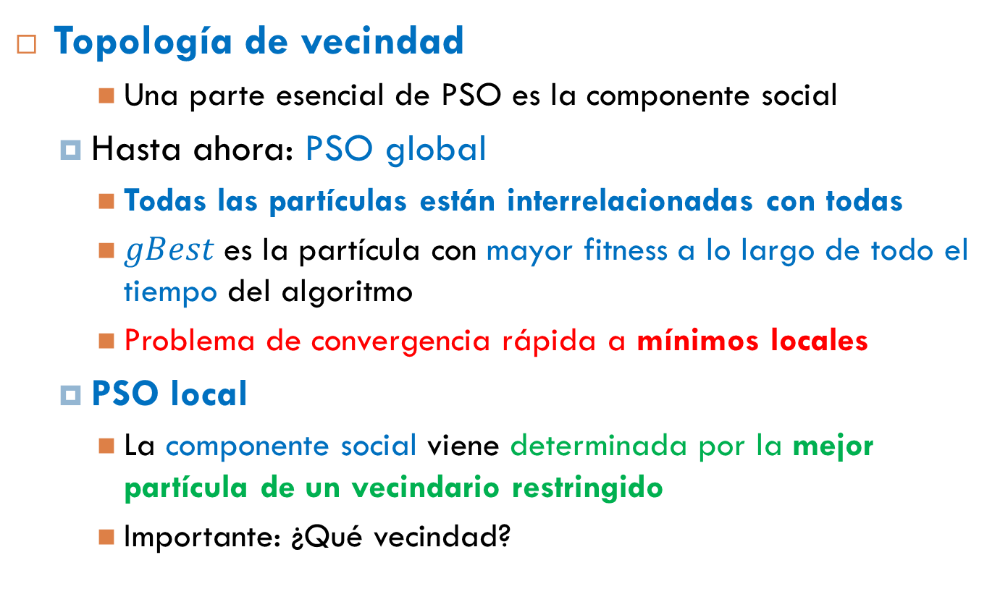 Topología de vecindad
Una parte esencial de PSO es la componente social
Hasta ahora: PSO global
Todas las partículas están interrelacionadas con todas
gBest es la partícula con mayor fitness a lo largo de todo el
tiempo del algoritmo
Problema de convergencia rápida a mínimos locales
PSO local
La componente social viene determinada por la mejor
partícula de un vecindario restringido
Importante: ¿Qué vecindad?